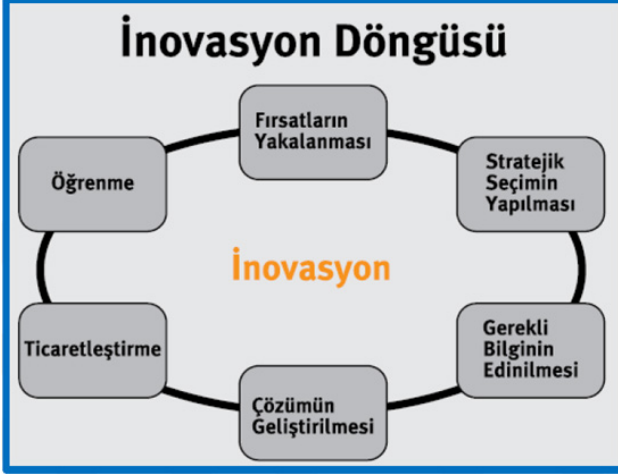 İnovasyon Döngüsü
Fırsatların
Yakalanması
Stratejik
Seçimin
Yapılması
Gerekli
Bilginin
Edinilmesi
Çözümün
Geliştirilmesi
Ticaretleştirme
Öğrenme
İnovasyon